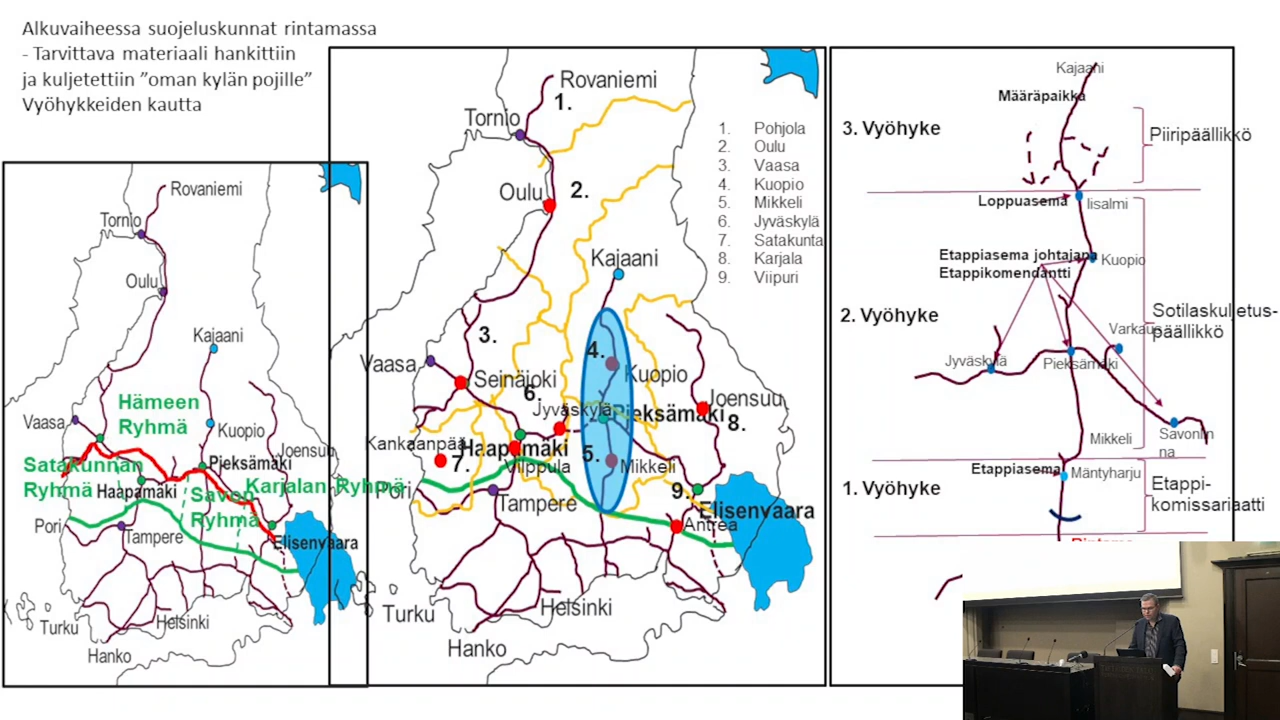 Alkuvaiheessa suojeluskunnat rintamassa
- Tarvittava materiaali hankittiin
ja kuljetettiin ”oman kylän pojille”
Vyöhykkeiden kautta
Rovaniemi
Tornio
Oulu
Kajaani
Hämeen
Ryhmä
Vaasa
Kuopio
Joensuu
Satakunnan
Ryhmä
Pieksämäki
Haapamäki
Savon
Ryhmä
Karjalan Ryhmä
Pori
Tampere
Elisenvaara
Turku
Helsinki
Hanko
Rovaniemi
1.
Tornio
Oulu
2.
Kajaani
1. Pohjola
2. Oulu
3. Vaasa
4. Kuopio
5. Mikkeli
6. Jyväskylä
7. Satakunta
8. Karjala
9. Viipuri
3.
Vaasa
Seinäjoki
4.
Kuopio
6.
Jyväskylä
Pieksämäki
Joensuu
8.
Kankaanpää
Haapamäki
7.
Vilppula
5.
Mikkeli
Pori
Tampere
9.
Elisenvaara
Antrea
Turku
Helsinki
Hanko
Kajaani
Määräpaikka
3. Vyöhyke
Piiripäällikkö
Loppuasema
Iisalmi
Etappiasema johtajana
Etappikomendantti
Kuopio
2. Vyöhyke
Sotilaskuljetus-
päällikkö
Varkaus
Jyväskylä
Pieksämäki
Mikkeli
Savonlin
na
Etappiasema
Mäntyharju
1. Vyöhyke
Etappi-
komissariaatti